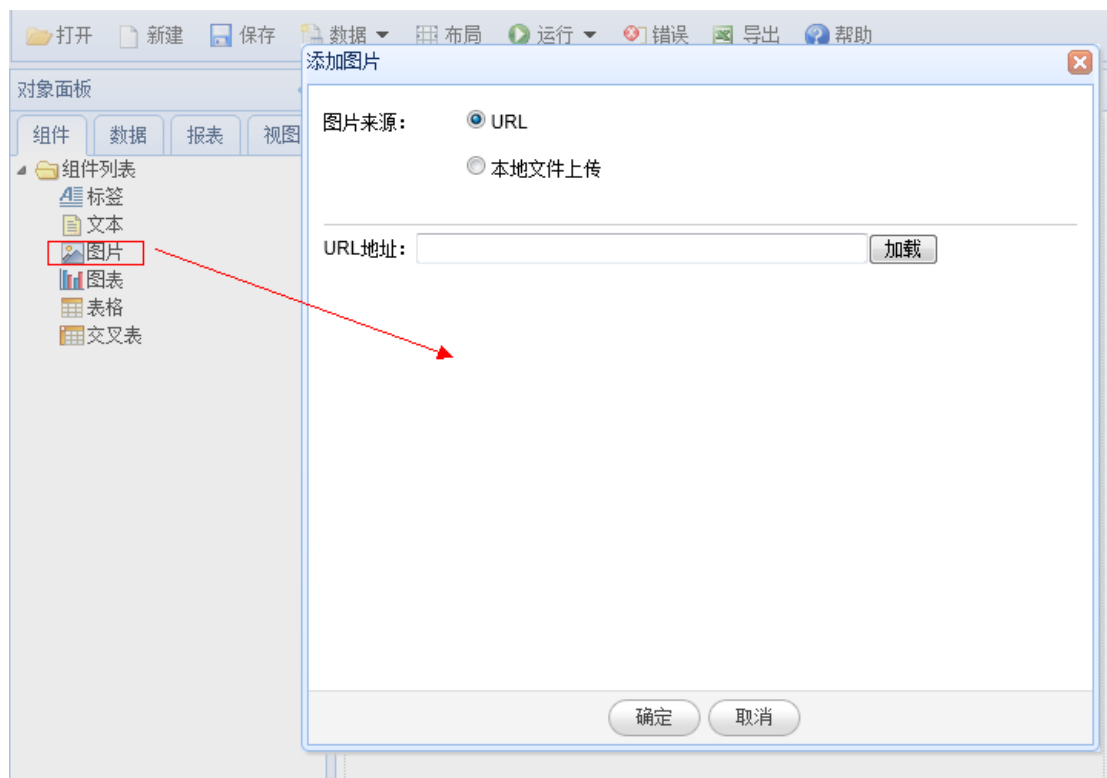 打开 新建 保存 数据 布局 运行 错误 导出 帮助
添加图片
对象面板
组件 数据 报表 视图
组件列表
标签
文本
图片
图表
表格
交叉表
图片来源： URL
本地文件上传
URL地址： 加载
确定 取消